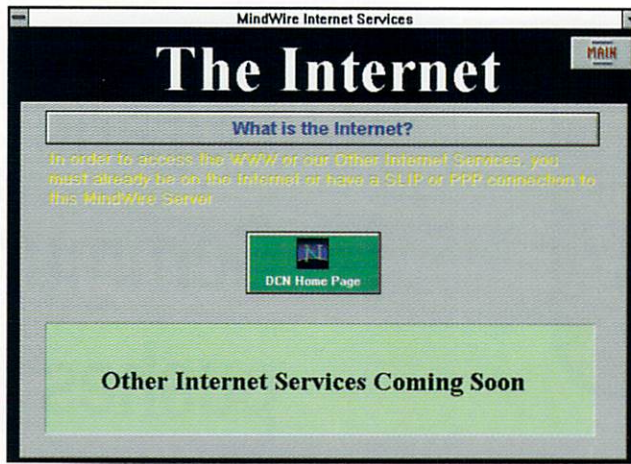 MindWire Internet Services
The Internet
MAIN
What is the Internet?
In order to access the WWW or our Other Internet Services, you
must already be on the Internet or have a SLIP or PPP connection to
this MindWire Server
N
DCN Home Page
Other Internet Services Coming Soon